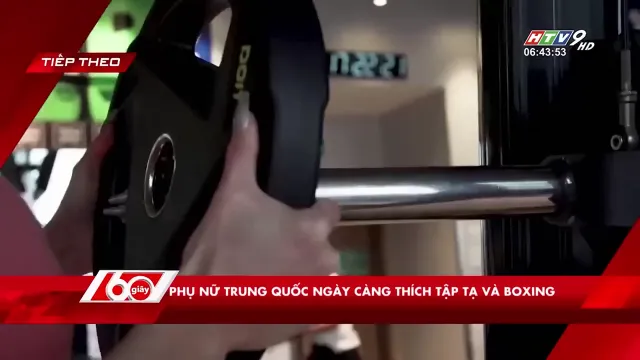 TIẾP THEO
HTV9 HD
06:43:53
60 giây
PHỤ NỮ TRUNG QUỐC NGÀY CÀNG THÍCH TẬP TẠ VÀ BOXING